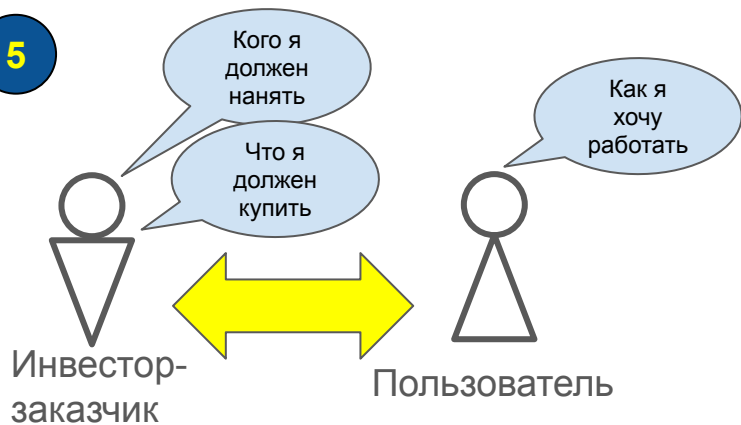 5
Кого я
должен
нанять
Что я
должен
купить
Как я
хочу
работать
Инвестор-
заказчик
Пользователь